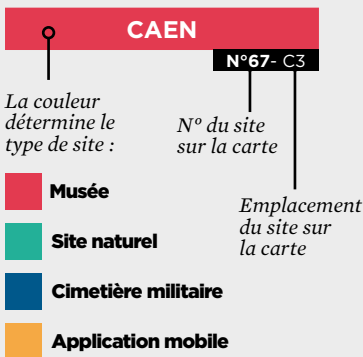 CAEN
N°67- C3
La couleur
détermine le
type de site :
N° du site
sur la carte
Emplacement
du site sur
la carte
Musée
Site naturel
Cimetière militaire
Application mobile